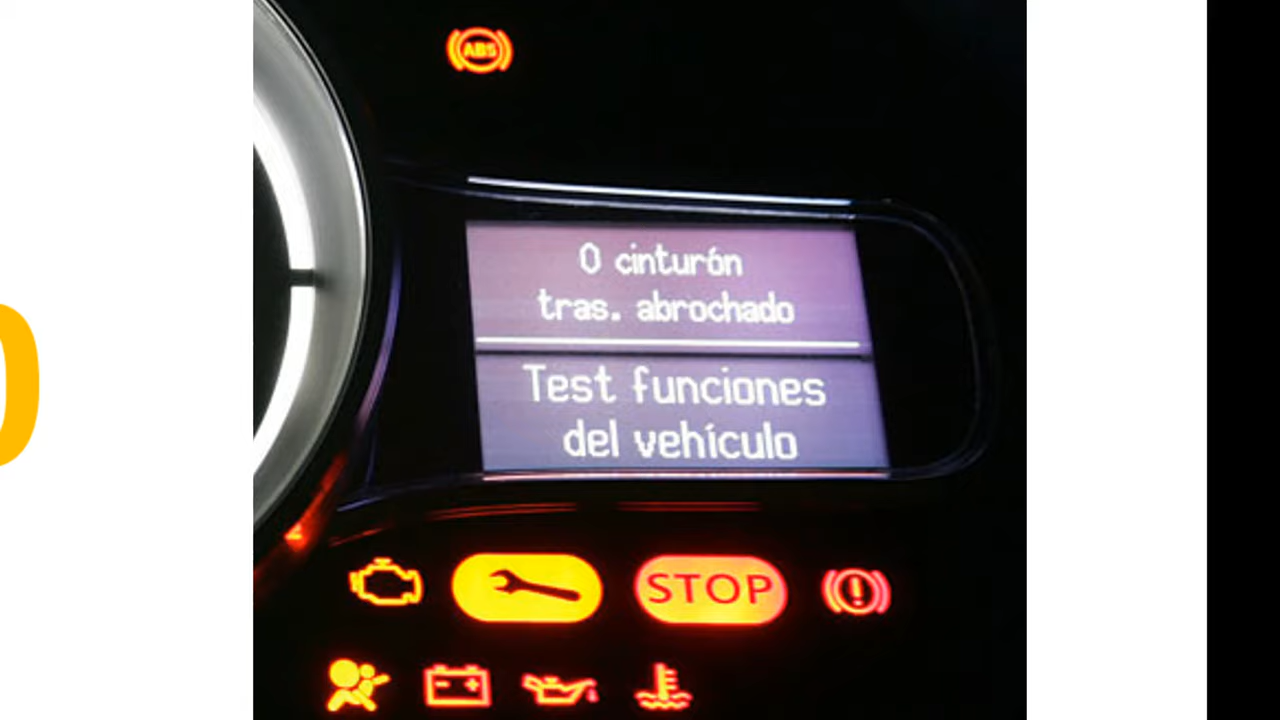 ABS
0 cinturón
tras. abrochado
Test funciones
del vehículo
STOP